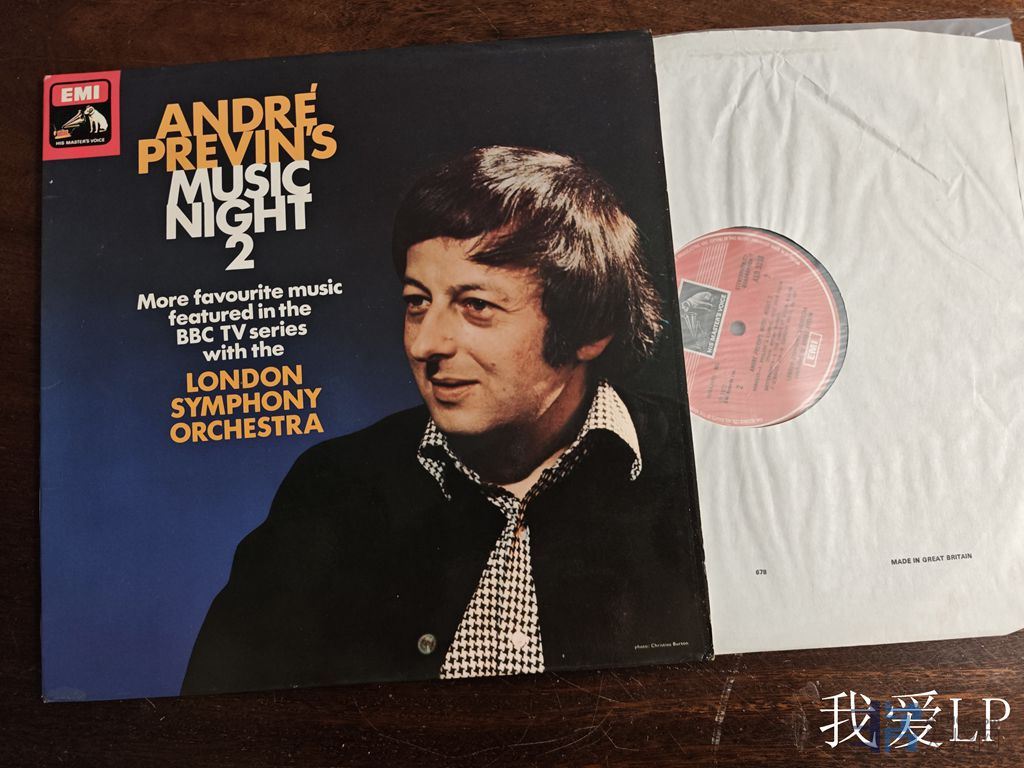 EMI
HIS MASTER'S VOICE
ANDRÉ
PREVIN'S
MUSIC
NIGHT
2
More favourite music
featured in the
BBC TV series
with the
LONDON
SYMPHONY
ORCHESTRA
photo: Christina Burton
HIS MASTER'S VOICE
EMI
2
678
MADE IN GREAT BRITAIN
我爱LP